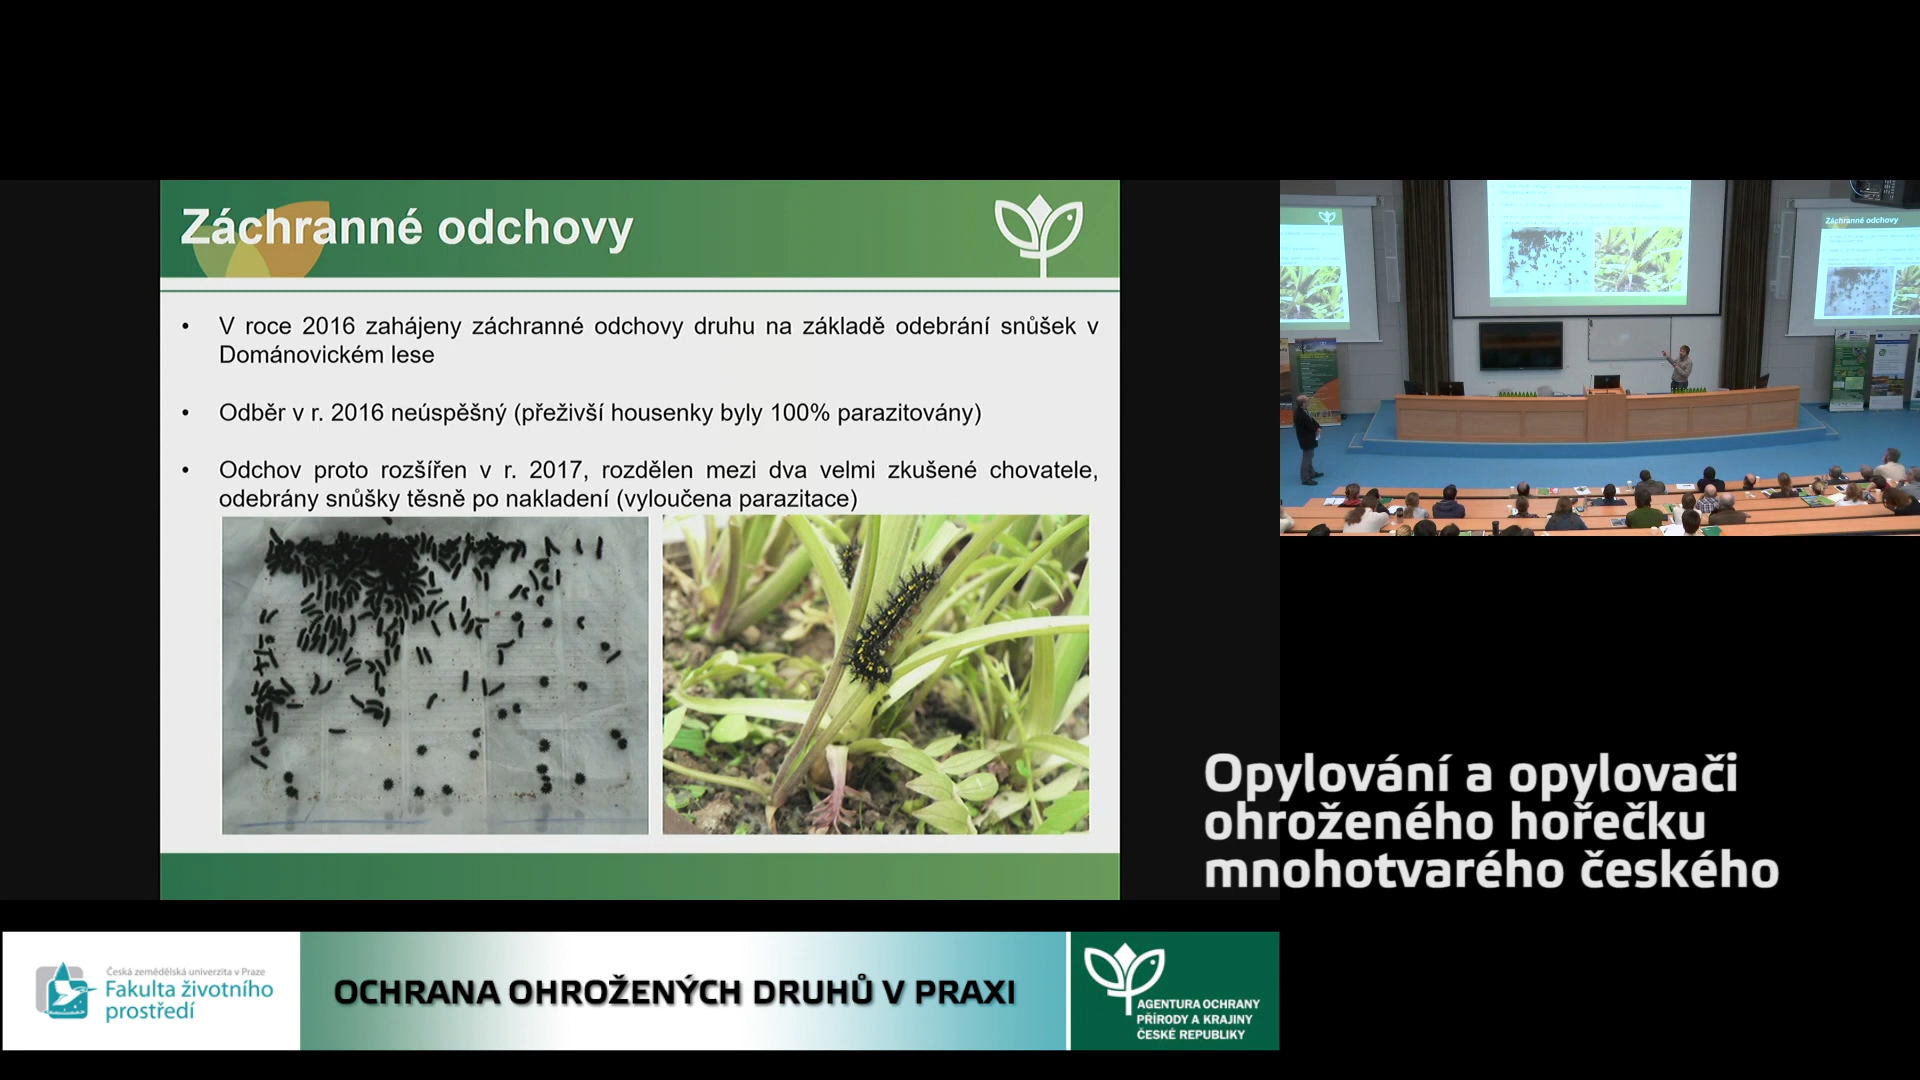 Záchranné odchovy
• V roce 2016 zahájeny záchranné odchovy druhu na základě odebrání snůšek v
Dománovickém lese
• Odběr v r. 2016 neúspěšný (přeživší housenky byly 100% parazitovány)
• Odchov proto rozšířen v r. 2017, rozdělen mezi dva velmi zkušené chovatele,
odebrány snůšky těsně po nakladení (vyloučena parazitace)
Záchranné odchovy
Opylování a opylovači
ohroženého hořečku
mnohotvarého českého
Česká zemědělská univerzita v Praze
Fakulta životního
prostředí
OCHRANA OHROŽENÝCH DRUHŮ V PRAXI
AGENTURA OCHRANY
PŘÍRODY A KRAJINY
ČESKÉ REPUBLIKY